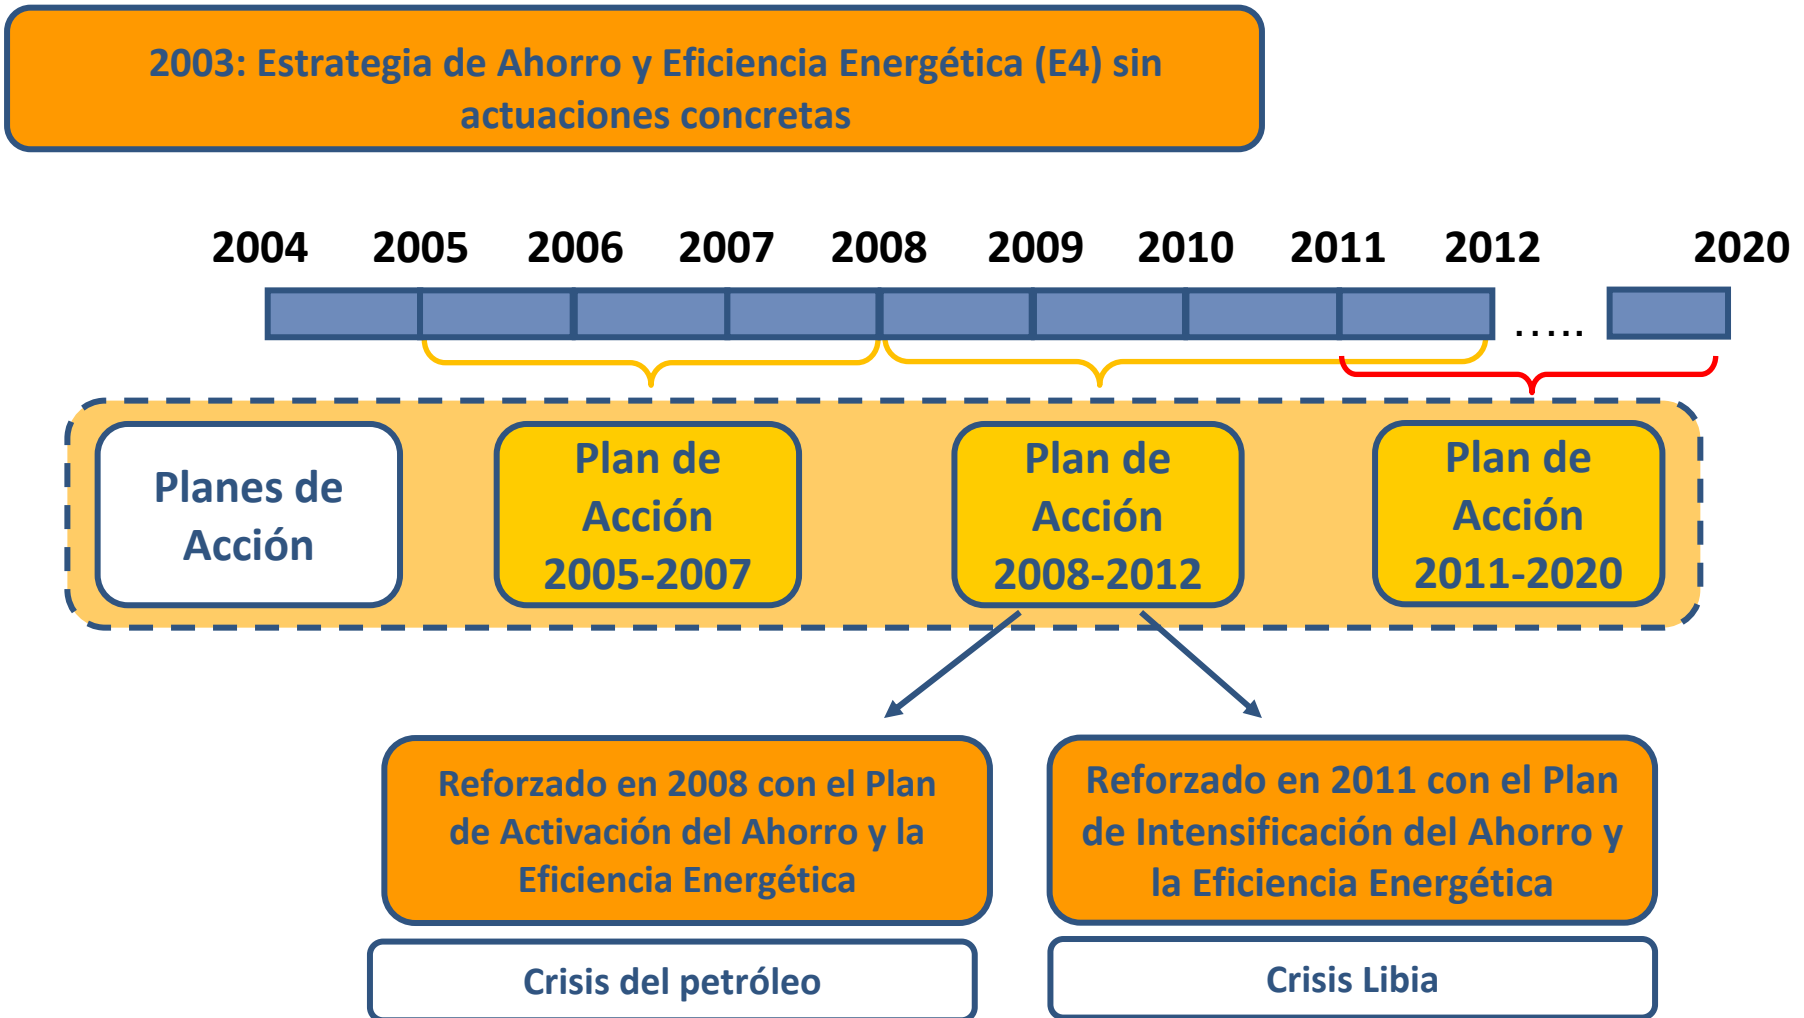 2003: Estrategia de Ahorro y Eficiencia Energética (E4) sin
actuaciones concretas
2004 2005 2006 2007 2008 2009 2010 2011 2012 2020
.....
Planes de
Acción
Plan de
Acción
2005-2007
Plan de
Acción
2008-2012
Plan de
Acción
2011-2020
Reforzado en 2008 con el Plan
de Activación del Ahorro y la
Eficiencia Energética
Reforzado en 2011 con el Plan
de Intensificación del Ahorro y
la Eficiencia Energética
Crisis del petróleo
Crisis Libia